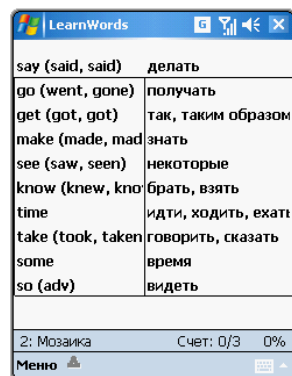 LearnWords G
say (said, said) делать
go (went, gone) получать
get (got, got) так, таким образом
make (made, mad знать
see (saw, seen) некоторые
know (knew, kno брать, взять
time идти, ходить, ехать
take (took, taken говорить, сказать
some время
so (adv) видеть
2: Мозаика Счет: 0/3 0%
Меню